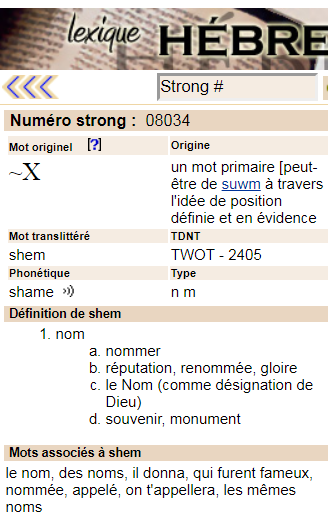 lexique HÉBRE
Strong #
Numéro strong : 08034
Mot originel [?] Origine
~X un mot primaire [peut-
être de suwm à travers
l'idée de position
définie et en évidence
Mot translittéré TDNT
shem TWOT - 2405
Phonétique Type
shame n m
Définition de shem
1. nom
a. nommer
b. réputation, renommée, gloire
c. le Nom (comme désignation de
Dieu)
d. souvenir, monument
Mots associés à shem
le nom, des noms, il donna, qui furent fameux,
nommée, appelé, on t'appellera, les mêmes
noms